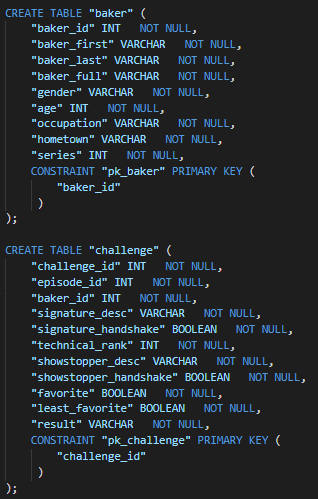 CREATE TABLE "baker" (
"baker_id" INT NOT NULL,
"baker_first" VARCHAR NOT NULL,
"baker_last" VARCHAR NOT NULL,
"baker_full" VARCHAR NOT NULL,
"gender" VARCHAR NOT NULL,
"age" INT NOT NULL,
"occupation" VARCHAR NOT NULL,
"hometown" VARCHAR NOT NULL,
"series" INT NOT NULL,
CONSTRAINT "pk_baker" PRIMARY KEY (
"baker_id"
)
);
CREATE TABLE "challenge" (
"challenge_id" INT NOT NULL,
"episode_id" INT NOT NULL,
"baker_id" INT NOT NULL,
"signature_desc" VARCHAR NOT NULL,
"signature_handshake" BOOLEAN NOT NULL,
"technical_rank" INT NOT NULL,
"showstopper_desc" VARCHAR NOT NULL,
"showstopper_handshake" BOOLEAN NOT NULL,
"favorite" BOOLEAN NOT NULL,
"least_favorite" BOOLEAN NOT NULL,
"result" VARCHAR NOT NULL,
CONSTRAINT "pk_challenge" PRIMARY KEY (
"challenge_id"
)
);